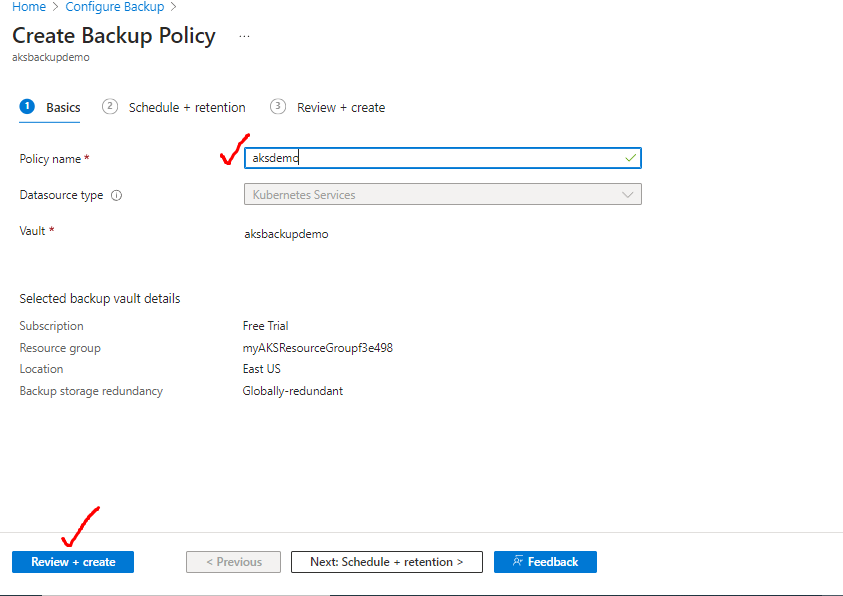 Home > Configure Backup >
Create Backup Policy ...
aksbackupdemo
1 Basics 2 Schedule + retention 3 Review + create
Policy name * aksdemo
Datasource type Kubernetes Services
Vault * aksbackupdemo
Selected backup vault details
Subscription Free Trial
Resource group myAKSResourceGroupf3e498
Location East US
Backup storage redundancy Globally-redundant
Review + create < Previous Next: Schedule + retention > Feedback